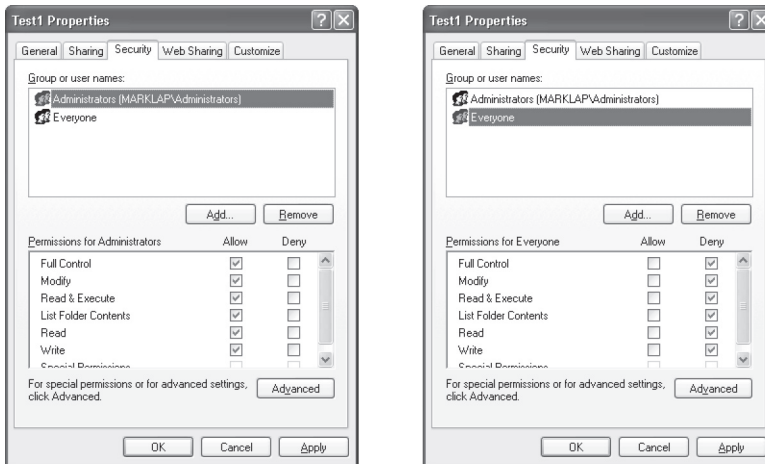 Test1 Properties
General Sharing Security Web Sharing Customize
Group or user names:
Administrators (MARKLAP\Administrators)
Everyone
Add... Remove
Permissions for Administrators Allow Deny
Full Control
Modify
Read & Execute
List Folder Contents
Read
Write
Special Permissions
For special permissions or for advanced settings,
click Advanced.
Advanced
OK Cancel Apply
Test1 Properties
General Sharing Security Web Sharing Customize
Group or user names:
Administrators (MARKLAP\Administrators)
Everyone
Add... Remove
Permissions for Everyone Allow Deny
Full Control
Modify
Read & Execute
List Folder Contents
Read
Write
Special Permissions
For special permissions or for advanced settings,
click Advanced.
Advanced
OK Cancel Apply